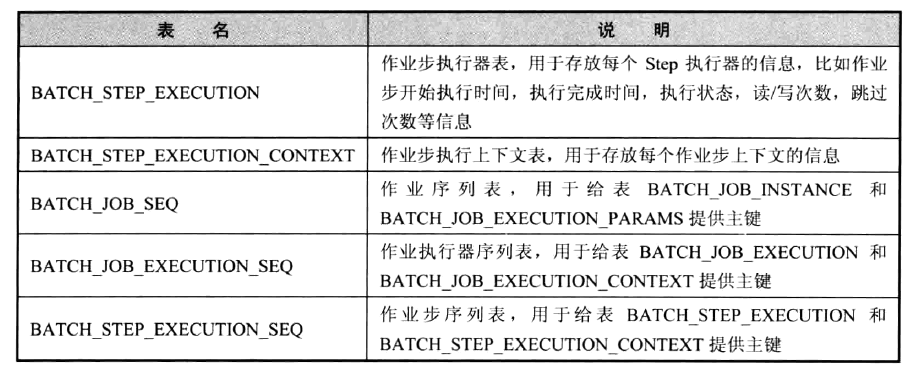 表 名
说 明
BATCH_STEP_EXECUTION
作业步执行器表，用于存放每个 Step 执行器的信息，比如作业
步开始执行时间，执行完成时间，执行状态，读/写次数，跳过
次数等信息
BATCH_STEP_EXECUTION_CONTEXT
作业步执行上下文表，用于存放每个作业步上下文的信息
BATCH_JOB_SEQ
作业序列表，用于给表 BATCH_JOB_INSTANCE 和
BATCH_JOB_EXECUTION_PARAMS 提供主键
BATCH_JOB_EXECUTION_SEQ
作业执行器序列表，用于给表 BATCH_JOB_EXECUTION 和
BATCH_JOB_EXECUTION_CONTEXT 提供主键
BATCH_STEP_EXECUTION_SEQ
作业步序列表，用于给表 BATCH_STEP_EXECUTION 和
BATCH_STEP_EXECUTION_CONTEXT 提供主键